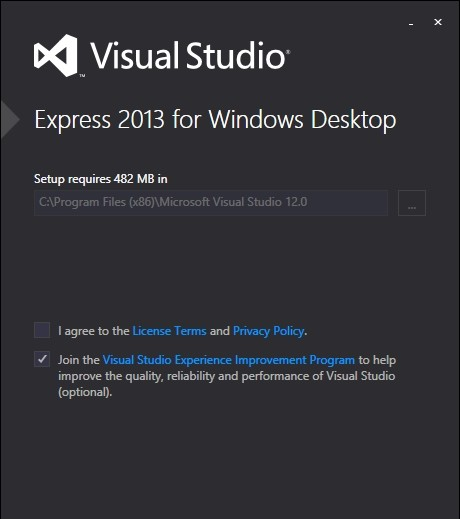 Visual Studio
Express 2013 for Windows Desktop
Setup requires 482 MB in
C:\Program Files (x86)\Microsoft Visual Studio 12.0
...
I agree to the License Terms and Privacy Policy.
Join the Visual Studio Experience Improvement Program to help
improve the quality, reliability and performance of Visual Studio
(optional).